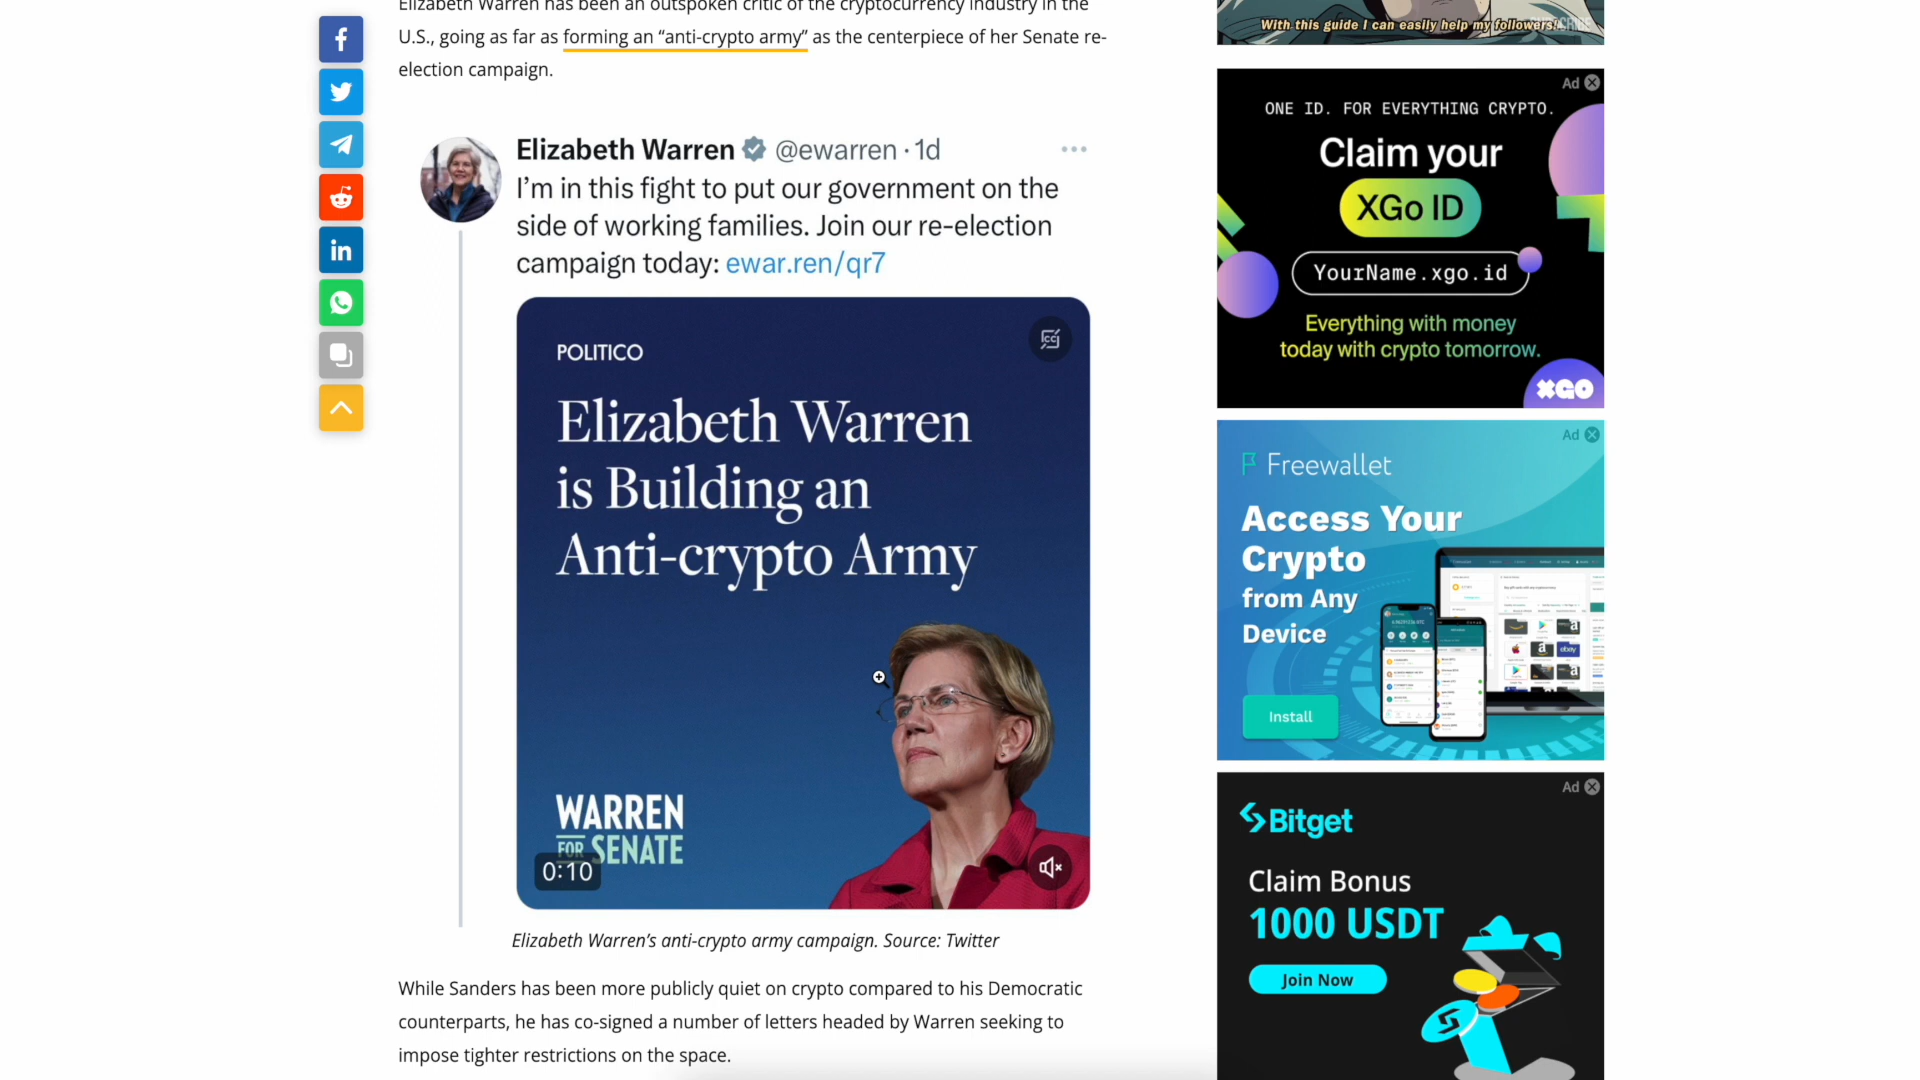 Elizabeth Warren has been an outspoken critic of the cryptocurrency industry in the
U.S., going as far as forming an “anti-crypto army” as the centerpiece of her Senate re-
election campaign.
Elizabeth Warren @ewarren · 1d
I’m in this fight to put our government on the
side of working families. Join our re-election
campaign today: ewar.ren/qr7
POLITICO
Elizabeth Warren
is Building an
Anti-crypto Army
WARREN
FOR SENATE
0:10
Elizabeth Warren’s anti-crypto army campaign. Source: Twitter
While Sanders has been more publicly quiet on crypto compared to his Democratic
counterparts, he has co-signed a number of letters headed by Warren seeking to
impose tighter restrictions on the space.
With this guide I can easily help my followers!
Ad
ONE ID. FOR EVERYTHING CRYPTO.
Claim your
XGo ID
YourName.xgo.id
Everything with money
today with crypto tomorrow.
XGO
Ad
Freewallet
Access Your
Crypto
from Any
Device
Install
Ad
Bitget
Claim Bonus
1000 USDT
Join Now